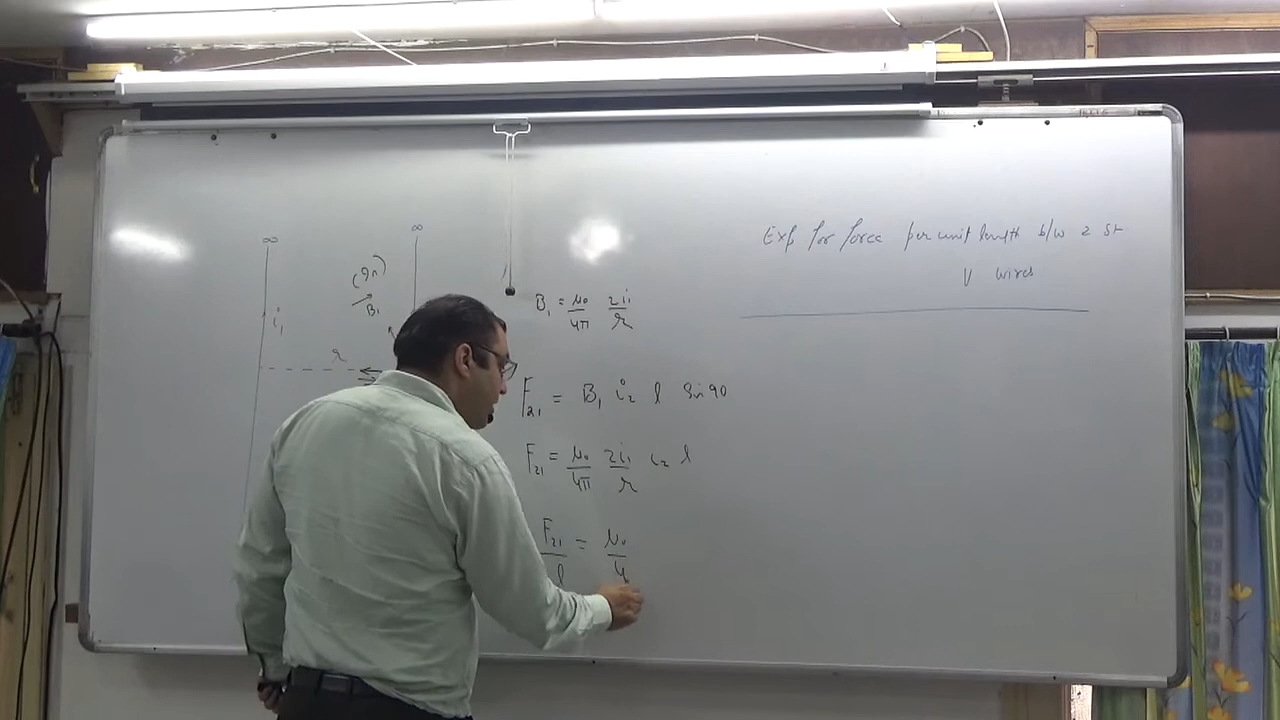 Exp for force per unit length b/w 2 st
wires
∞ ∞
(In)
B₁
i₁
r
B₁ = μ₀/4π 2i₁/r
F₂₁ = B₁ i₂ l Sin 90
F₂₁ = μ₀/4π 2i₁/r i₂ l
F₂₁/l = μ₀/4